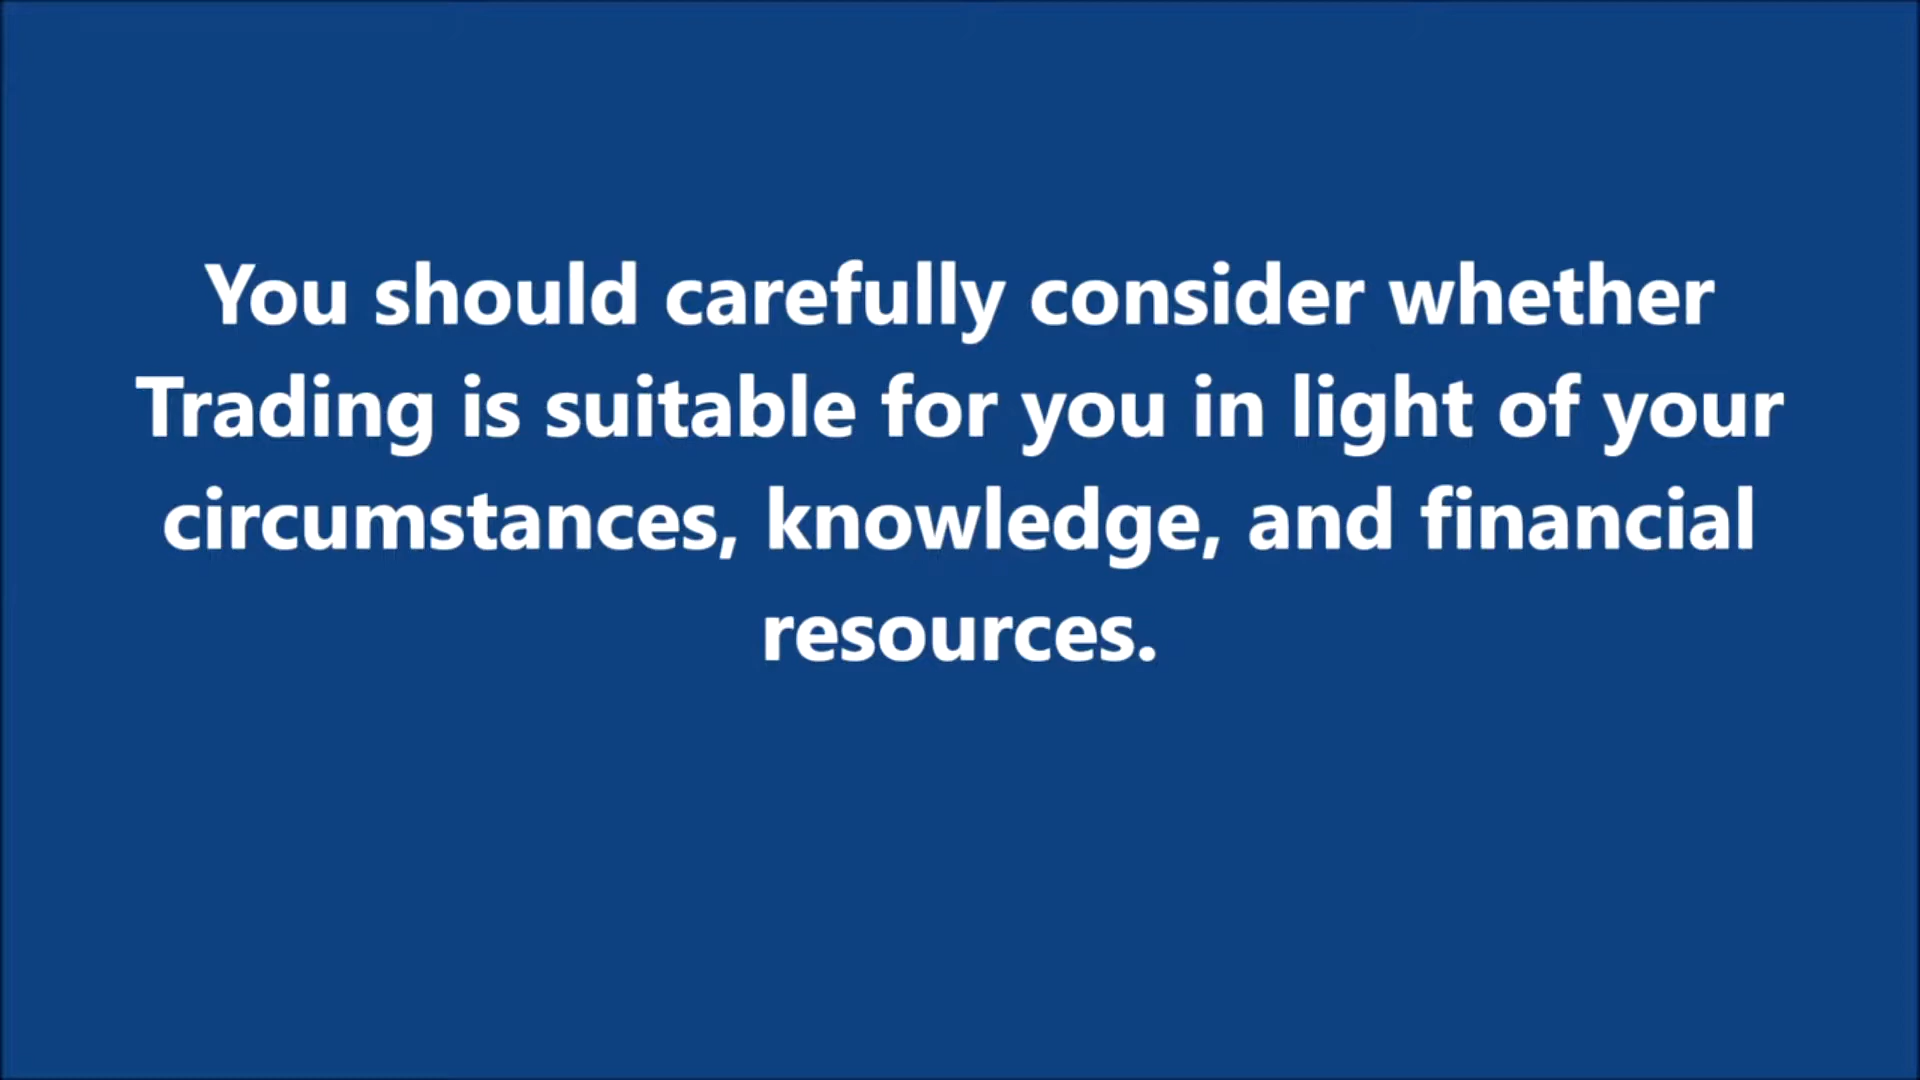 You should carefully consider whether
Trading is suitable for you in light of your
circumstances, knowledge, and financial
resources.